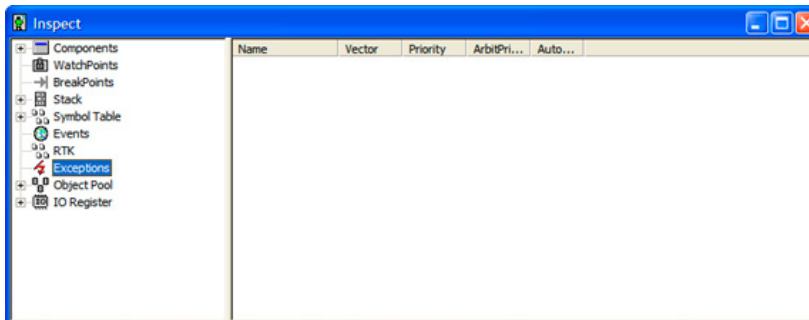 Inspect
Components
WatchPoints
BreakPoints
Stack
Symbol Table
Events
RTK
Exceptions
Object Pool
IO Register
Name Vector Priority ArbitPri... Auto...